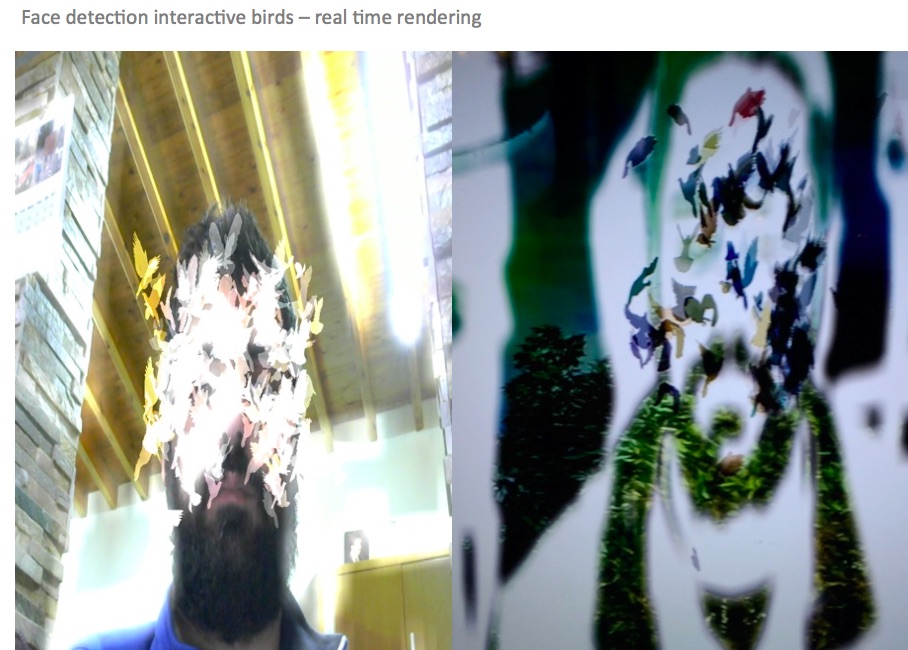 Face detection interactive birds – real time rendering